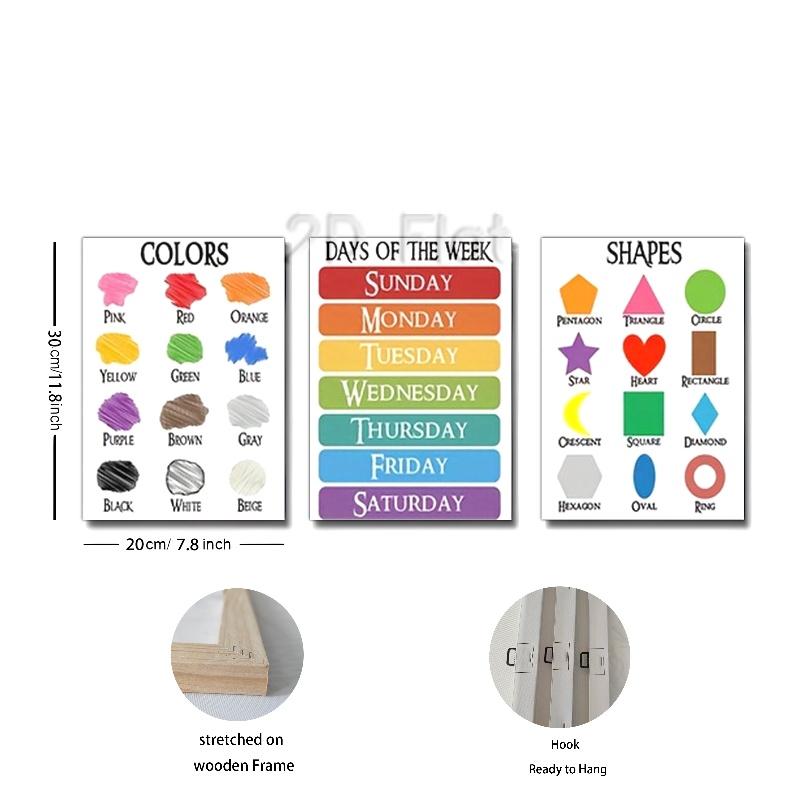 2D Flat
COLORS
PINK RED ORANGE
YELLOW GREEN BLUE
PURPLE BROWN GRAY
BLACK WHITE BEIGE
DAYS OF THE WEEK
SUNDAY
MONDAY
TUESDAY
WEDNESDAY
THURSDAY
FRIDAY
SATURDAY
SHAPES
PENTAGON TRIANGLE CIRCLE
STAR HEART RECTANGLE
CRESCENT SQUARE DIAMOND
HEXAGON OVAL RING
30cm/11.8inch
20cm/ 7.8 inch
stretched on
wooden Frame
Hook
Ready to Hang